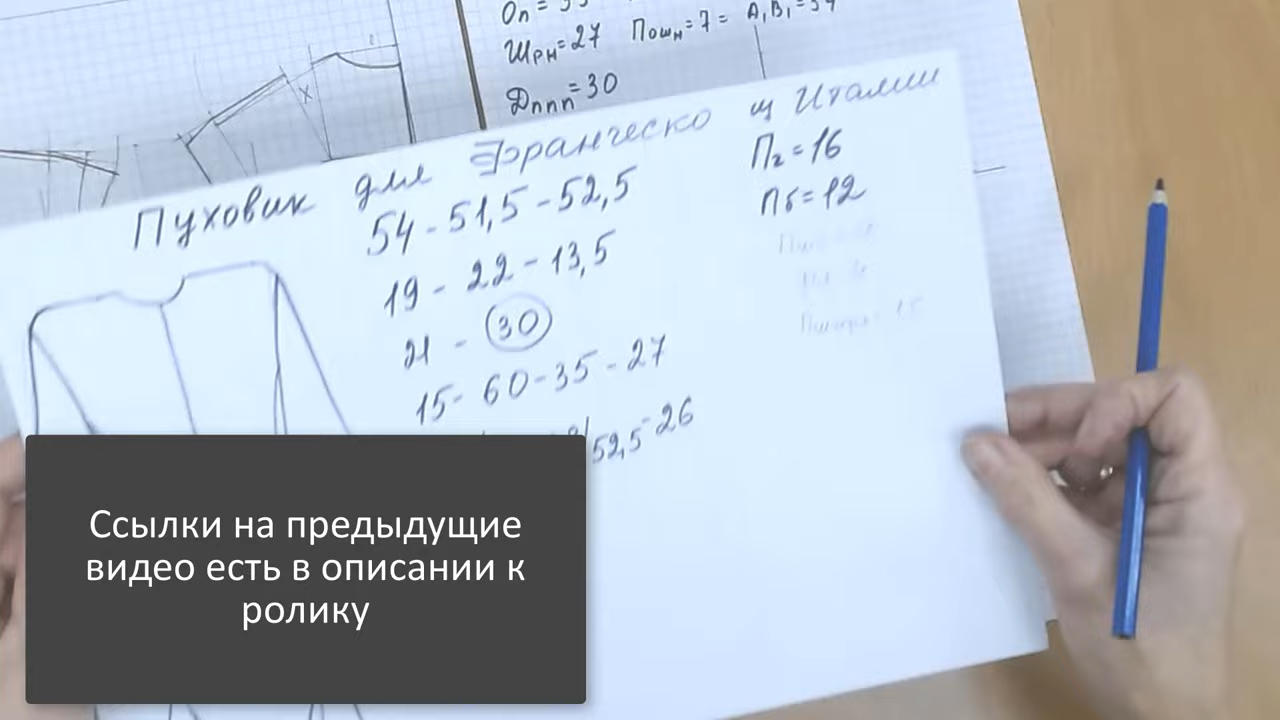 Оп = 
Шрн = 27 Пошн = 7 = А₁В₁ = 34
Дппп = 30
х
Пуховик для Франческо из Италии
54 - 51,5 - 52,5
19 - 22 - 13,5
21 - 30
15 - 60 - 35 - 27
52,5 - 26
Пг = 16
Пб = 12
Ссылки на предыдущие
видео есть в описании к
ролику